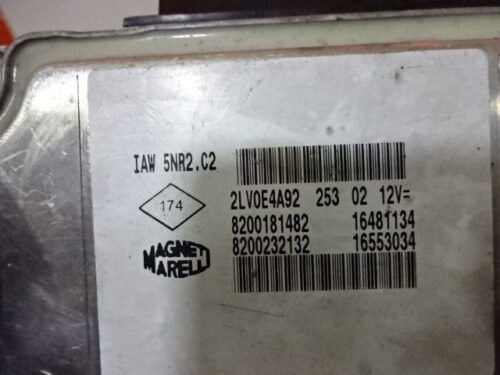 IAW 5NR2.C2
2LV0E4A92 253 02 12V=
174
8200181482 16481134
8200232132 16553034
MAGNETI
MARELLI